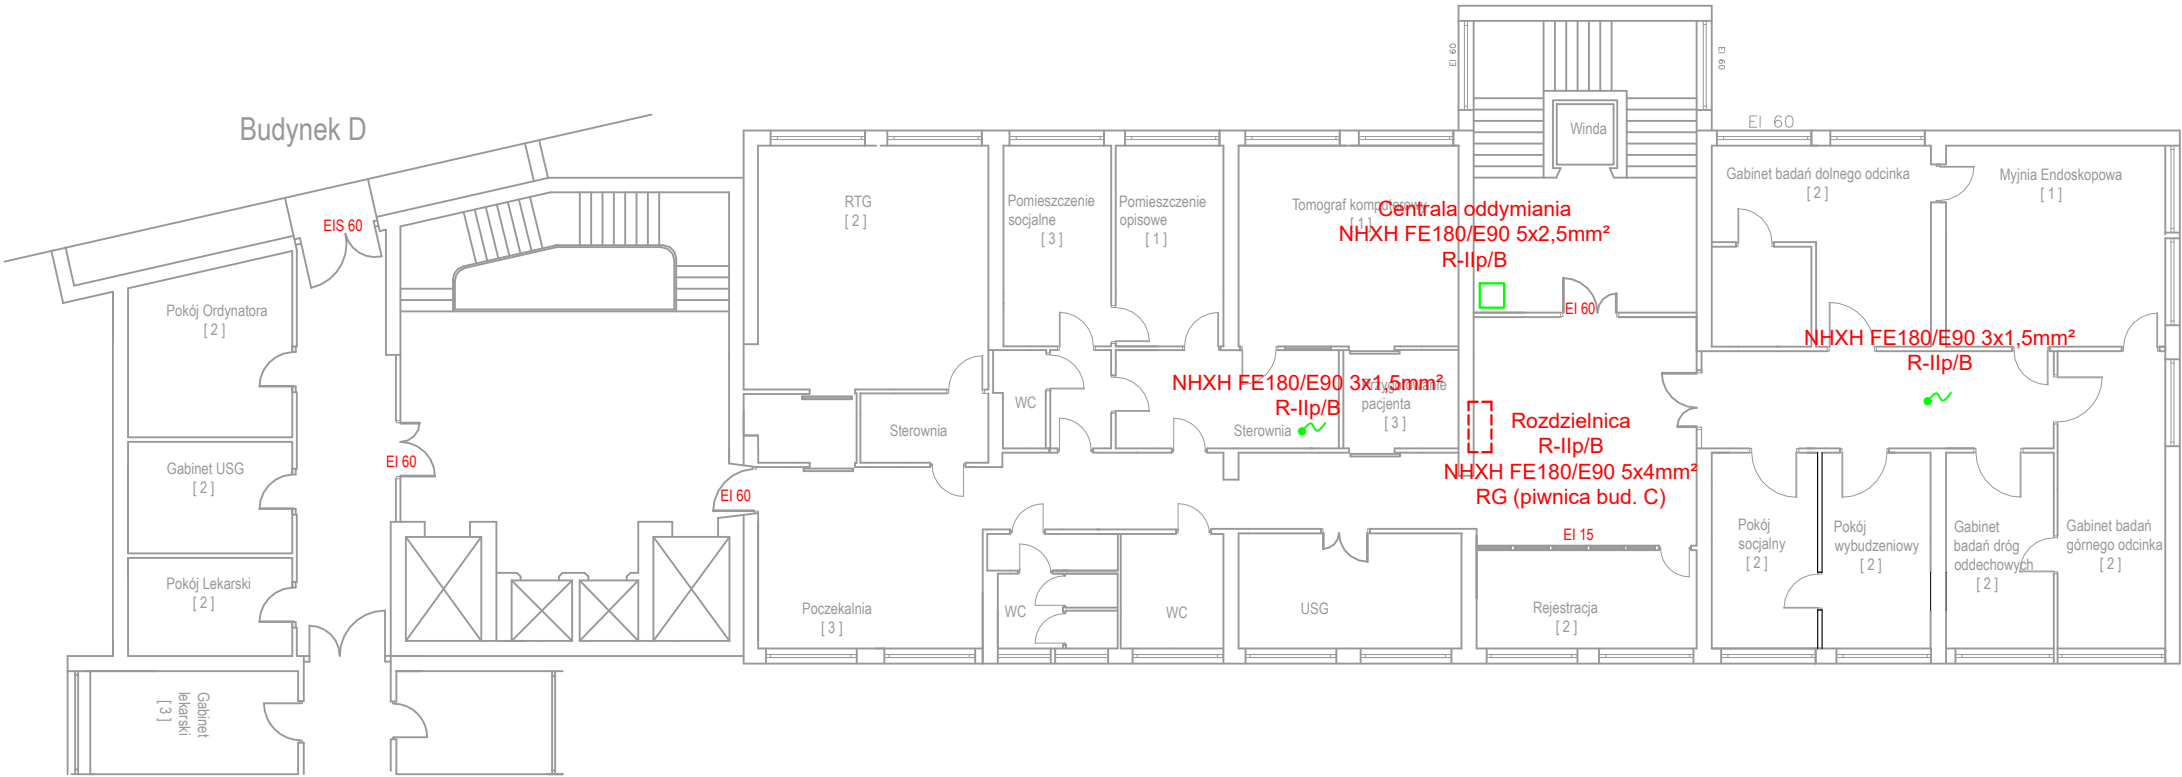 Budynek D
EI 60
EI 60
EI 60
Winda
EIS 60
RTG
[ 2 ]
Pomieszczenie
socjalne
[ 3 ]
Pomieszczenie
opisowe
[ 1 ]
Tomograf komputerowy
[ 1 ]
Centrala oddymiania
NHXH FE180/E90 5x2,5mm²
R-IIp/B
Gabinet badań dolnego odcinka
[ 2 ]
Myjnia Endoskopowa
[ 1 ]
Pokój Ordynatora
[ 2 ]
EI 60
NHXH FE180/E90 3x1,5mm²
R-IIp/B
NHXH FE180/E90 3x1,5mm²
R-IIp/B
Przygotowanie
pacjenta
[ 3 ]
WC
Sterownia
Sterownia
Rozdzielnica
R-IIp/B
NHXH FE180/E90 5x4mm²
RG (piwnica bud. C)
Gabinet USG
[ 2 ]
EI 60
EI 60
EI 15
Pokój
socjalny
[ 2 ]
Pokój
wybudzeniowy
[ 2 ]
Gabinet
badań dróg
oddechowych
[ 2 ]
Gabinet badań
górnego odcinka
[ 2 ]
Pokój Lekarski
[ 2 ]
Poczekalnia
[ 3 ]
WC
WC
USG
Rejestracja
[ 2 ]
Gabinet
lekarski
[ 3 ]